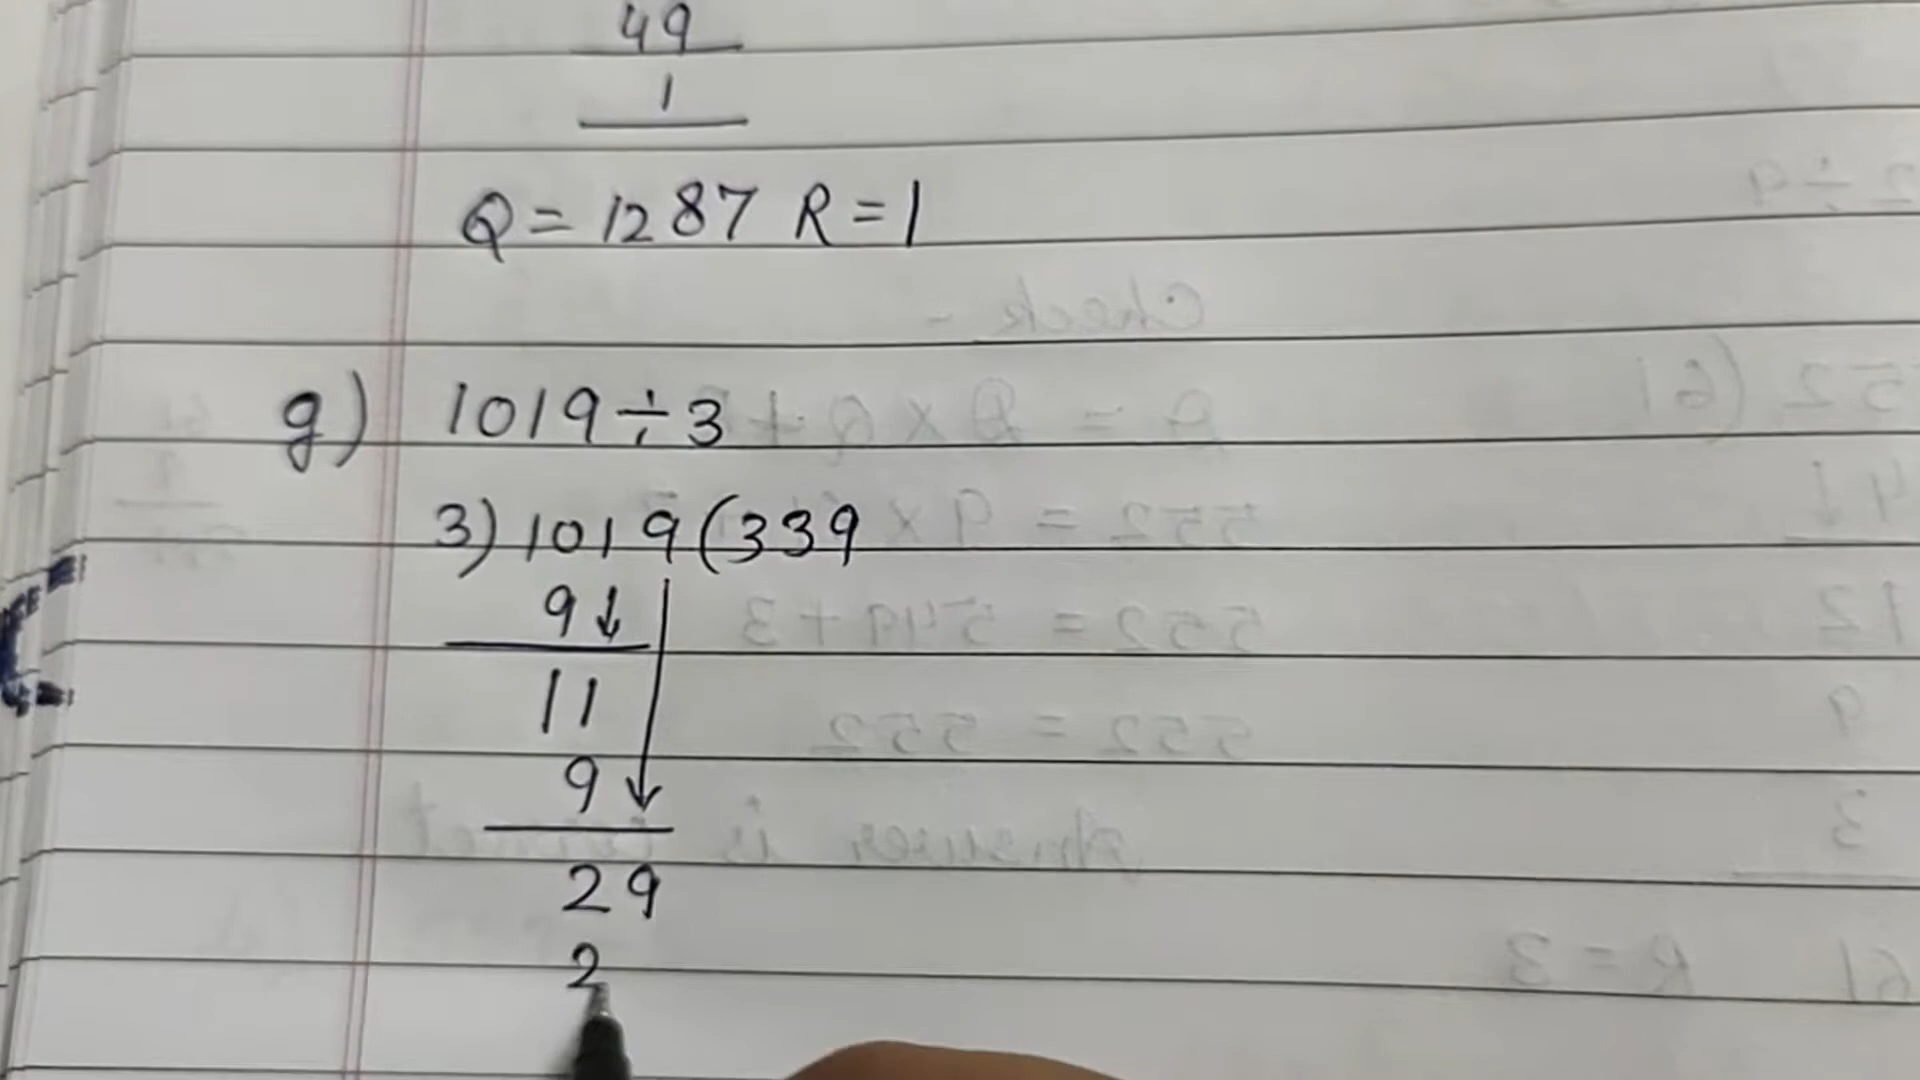 49
1
Q = 1287 R = 1
g) 1019 ÷ 3
3) 1019 (339
9↓
11
9↓
29
2